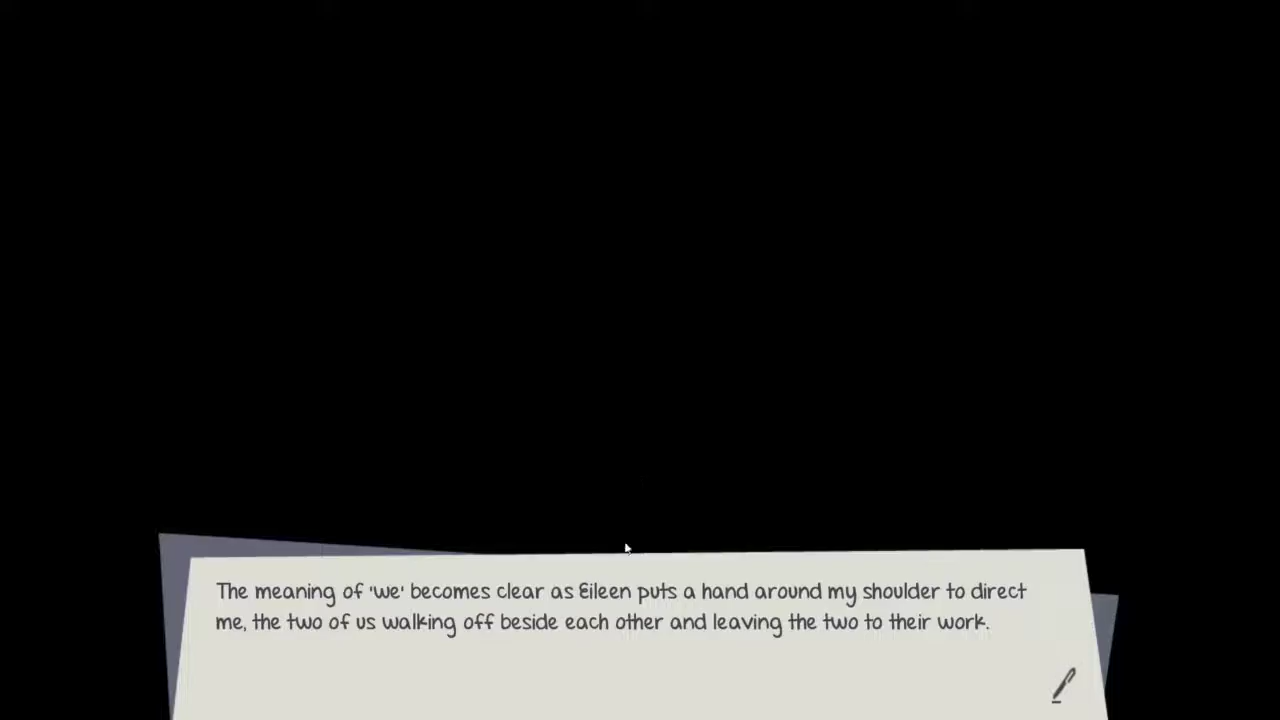 The meaning of 'we' becomes clear as Eileen puts a hand around my shoulder to direct
me, the two of us walking off beside each other and leaving the two to their work.